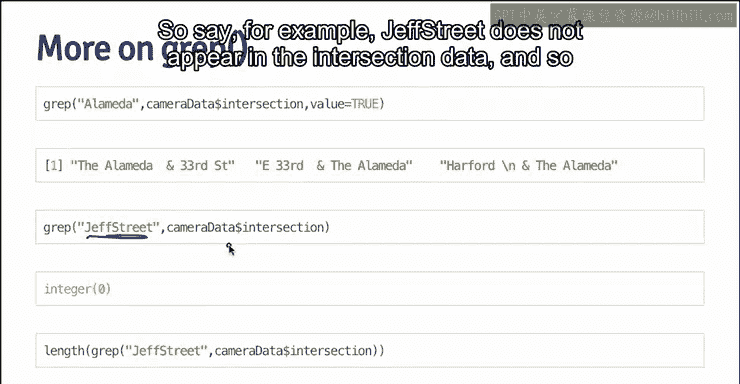 So say, for example, JeffStreet does not
appear in the intersection data, and so
More on grep()
grep("Alameda",cameraData$intersection,value=TRUE)
[1] "The Alameda  & 33rd St"   "E 33rd  & The Alameda"    "Harford \n & The Alameda"
grep("JeffStreet",cameraData$intersection)
integer(0)
length(grep("JeffStreet",cameraData$intersection))